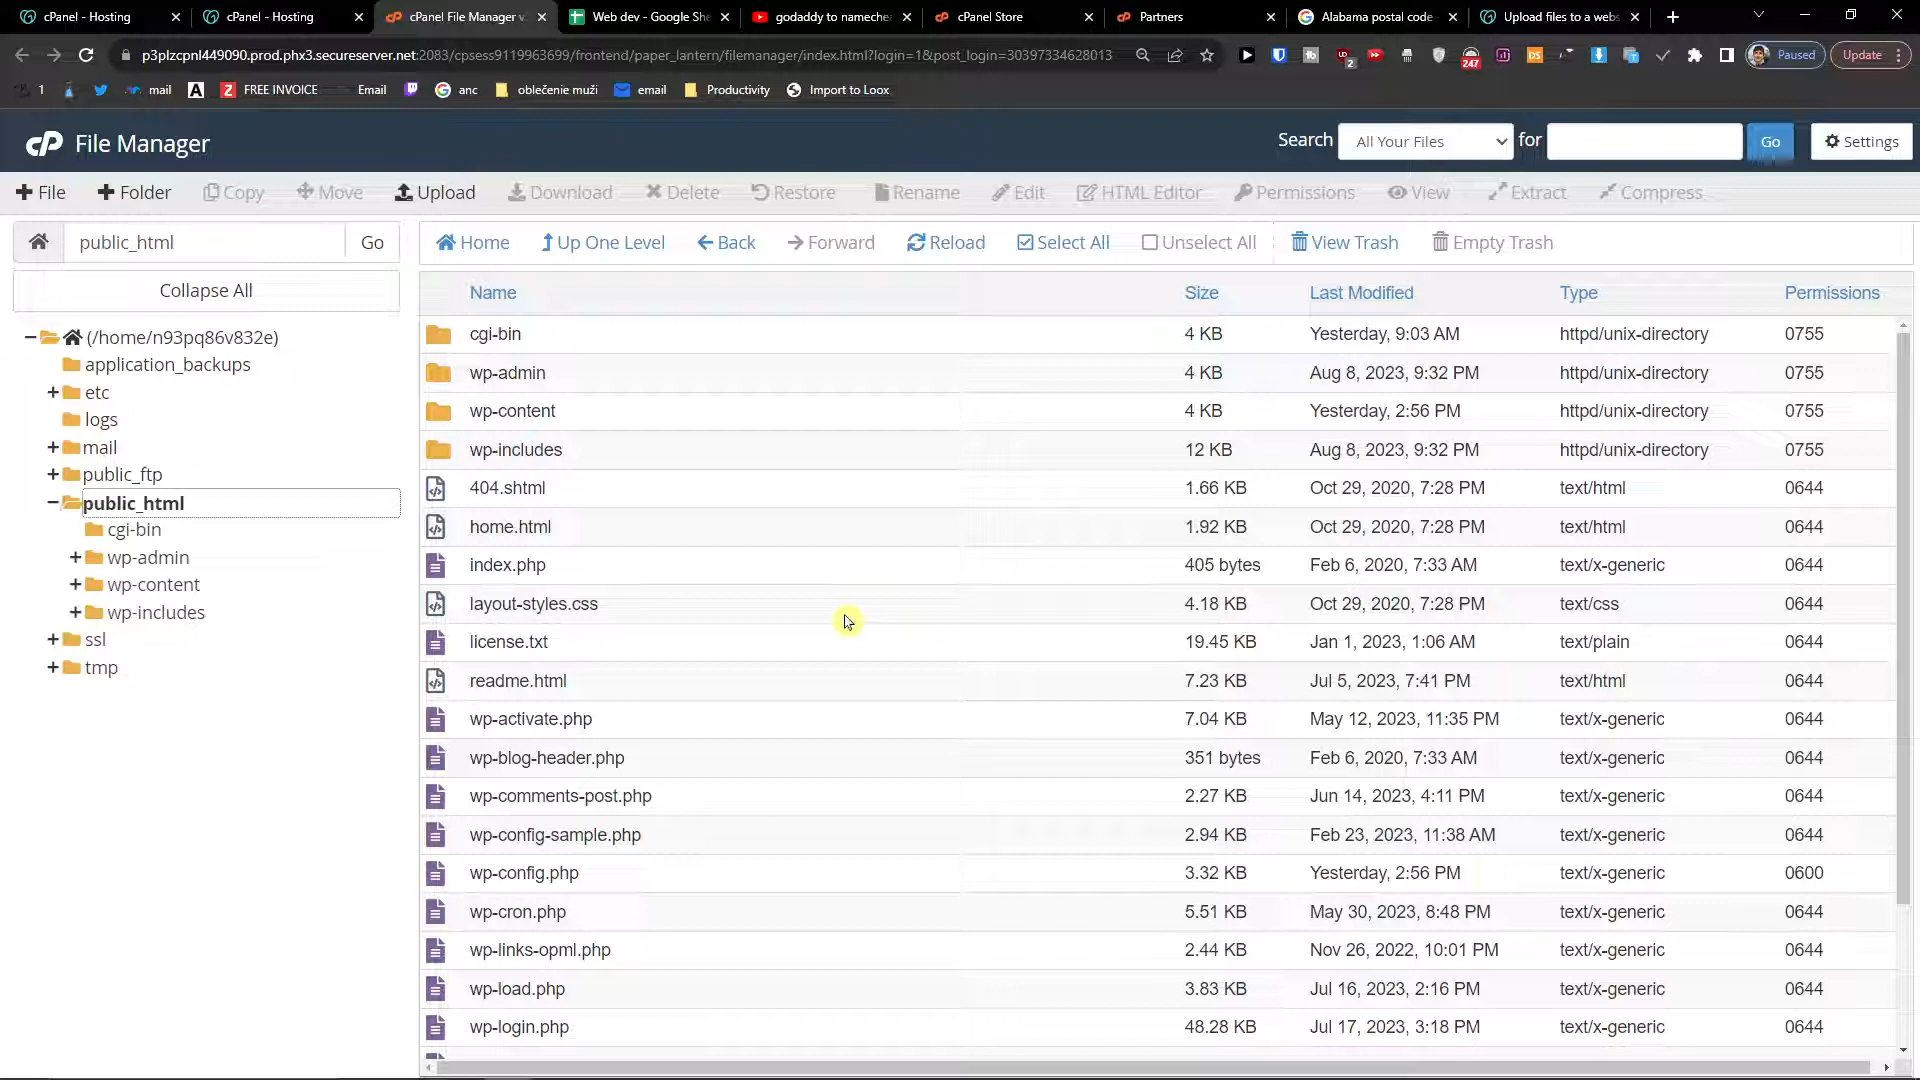 cPanel - Hosting
cPanel - Hosting
cPanel File Manager v
Web dev - Google She
godaddy to namechea
cPanel Store
Partners
Alabama postal code -
Upload files to a webs
p3plzcpnl449090.prod.phx3.secureserver.net:2083/cpsess9119963699/frontend/paper_lantern/filemanager/index.html?login=1&post_login=30397334628013
2
247
DS
Paused
Update
1
mail
A
Z FREE INVOICE
Email
anc
oblečenie muži
email
Productivity
Import to Loox
cP File Manager
Search
All Your Files
for
Go
Settings
File
Folder
Copy
Move
Upload
Download
Delete
Restore
Rename
Edit
HTML Editor
Permissions
View
Extract
Compress
public_html
Go
Home
Up One Level
Back
Forward
Reload
Select All
Unselect All
View Trash
Empty Trash
Collapse All
(/home/n93pq86v832e)
application_backups
etc
logs
mail
public_ftp
public_html
cgi-bin
wp-admin
wp-content
wp-includes
ssl
tmp
Name Size Last Modified Type Permissions
cgi-bin 4 KB Yesterday, 9:03 AM httpd/unix-directory 0755
wp-admin 4 KB Aug 8, 2023, 9:32 PM httpd/unix-directory 0755
wp-content 4 KB Yesterday, 2:56 PM httpd/unix-directory 0755
wp-includes 12 KB Aug 8, 2023, 9:32 PM httpd/unix-directory 0755
404.shtml 1.66 KB Oct 29, 2020, 7:28 PM text/html 0644
home.html 1.92 KB Oct 29, 2020, 7:28 PM text/html 0644
index.php 405 bytes Feb 6, 2020, 7:33 AM text/x-generic 0644
layout-styles.css 4.18 KB Oct 29, 2020, 7:28 PM text/css 0644
license.txt 19.45 KB Jan 1, 2023, 1:06 AM text/plain 0644
readme.html 7.23 KB Jul 5, 2023, 7:41 PM text/html 0644
wp-activate.php 7.04 KB May 12, 2023, 11:35 PM text/x-generic 0644
wp-blog-header.php 351 bytes Feb 6, 2020, 7:33 AM text/x-generic 0644
wp-comments-post.php 2.27 KB Jun 14, 2023, 4:11 PM text/x-generic 0644
wp-config-sample.php 2.94 KB Feb 23, 2023, 11:38 AM text/x-generic 0644
wp-config.php 3.32 KB Yesterday, 2:56 PM text/x-generic 0600
wp-cron.php 5.51 KB May 30, 2023, 8:48 PM text/x-generic 0644
wp-links-opml.php 2.44 KB Nov 26, 2022, 10:01 PM text/x-generic 0644
wp-load.php 3.83 KB Jul 16, 2023, 2:16 PM text/x-generic 0644
wp-login.php 48.28 KB Jul 17, 2023, 3:18 PM text/x-generic 0644